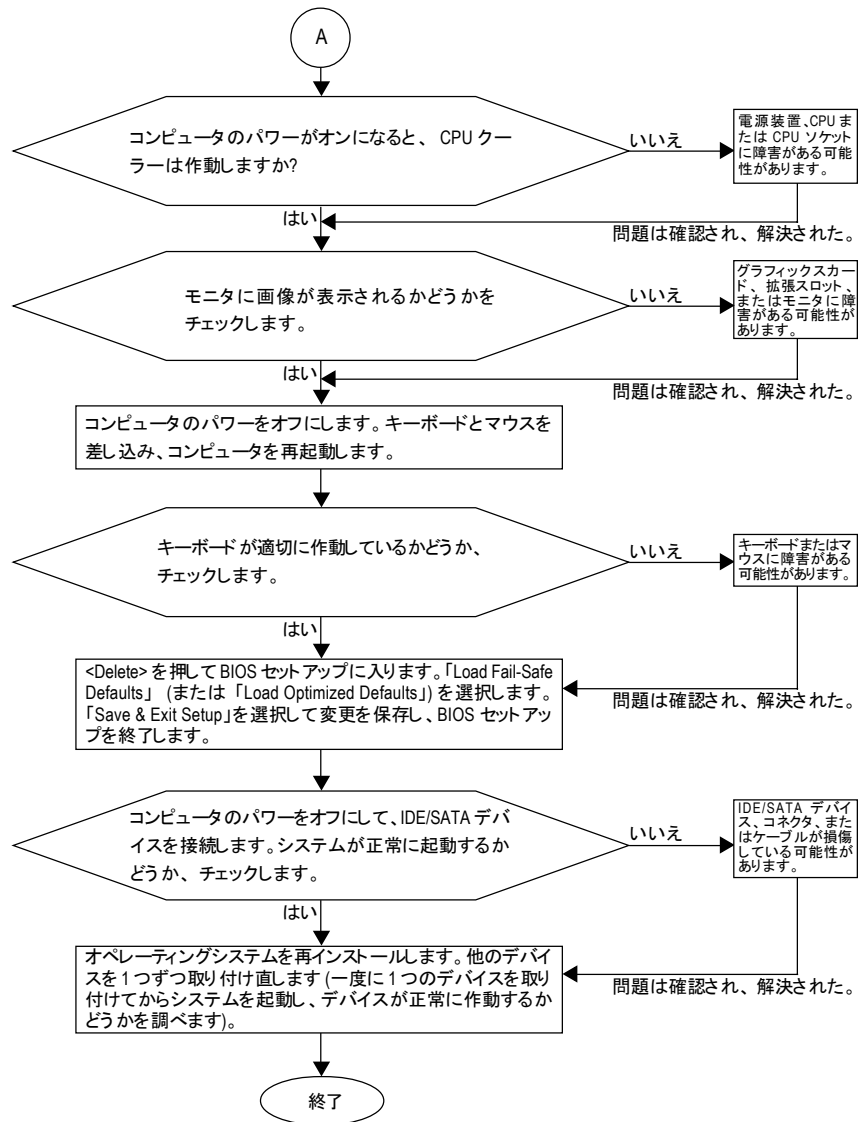 A
コンピュータのパワーがオンになると、 CPU クー
ラーは作動しますか?
いいえ
電源装置、CPU ま
たは CPU ソケット
に障害がある可能
性があります。
はい
問題は確認され、解決された。
モニタに画像が表示されるかどうかを
チェックします。
いいえ
グラフィックスカー
ド、拡張スロット、
またはモニタに障
害がある可能性が
あります。
はい
問題は確認され、解決された。
コンピュータのパワーをオフにします。キーボードとマウスを
差し込み、コンピュータを再起動します。
キーボードが適切に作動しているかどうか、
チェックします。
いいえ
キーボードまたはマ
ウスに障害がある
可能性があります。
はい
<Delete> を押して BIOS セットアップに入ります。「Load Fail-Safe
Defaults」 (または 「Load Optimized Defaults」) を選択します。
「Save & Exit Setup」を選択して変更を保存し、BIOS セットアッ
プを終了します。
問題は確認され、解決された。
コンピュータのパワーをオフにして、IDE/SATA デバ
イスを接続します。システムが正常に起動するか
どうか、チェックします。
いいえ
IDE/SATA デバイ
ス、コネクタ、また
はケーブルが損傷
している可能性が
あります。
はい
オペレーティングシステムを再インストールします。他のデバイ
スを 1 つずつ取り付け直します (一度に 1 つのデバイスを取り
付けてからシステムを起動し、デバイスが正常に作動するか
どうかを調べます)。
問題は確認され、解決された。
終了